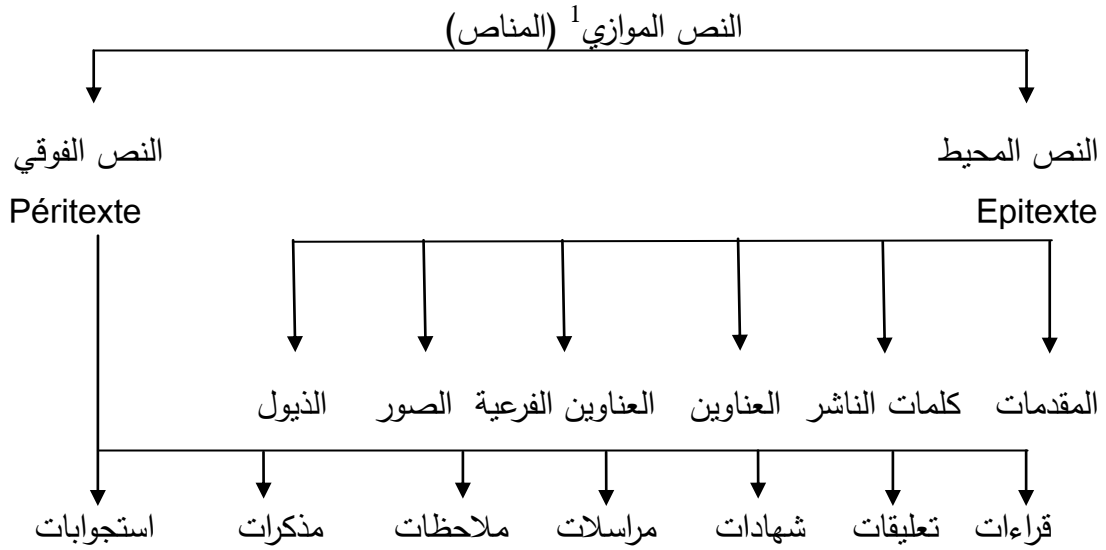 النص الموازي1 (المناص)
النص المحيط النص الفوقي
Epitexte Péritexte
المقدمات كلمات الناشر العناوين العناوين الفرعية الصور الذيول
قراءات تعليقات شهادات مراسلات ملاحظات مذكرات استجوابات